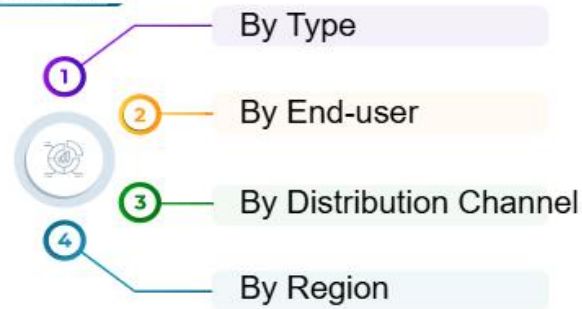 1
By Type
2
By End-user
3
By Distribution Channel
4
By Region